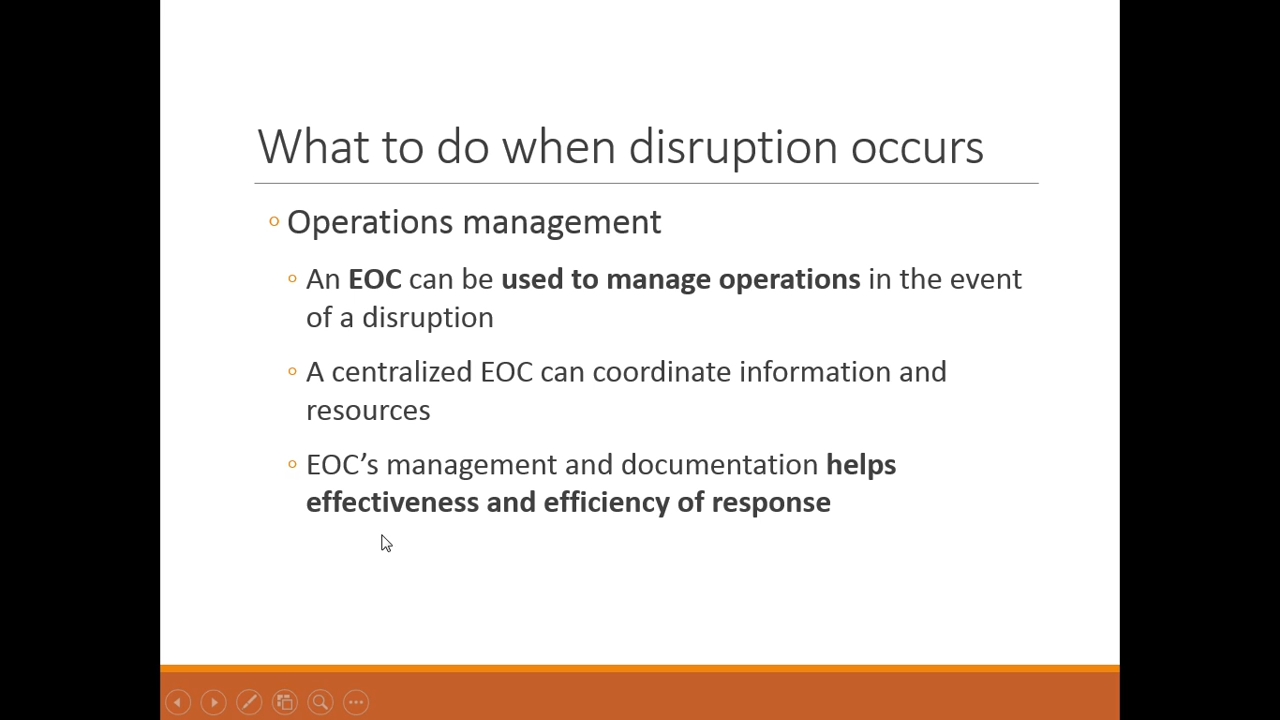 What to do when disruption occurs
Operations management
An EOC can be used to manage operations in the event
of a disruption
A centralized EOC can coordinate information and
resources
EOC’s management and documentation helps
effectiveness and efficiency of response